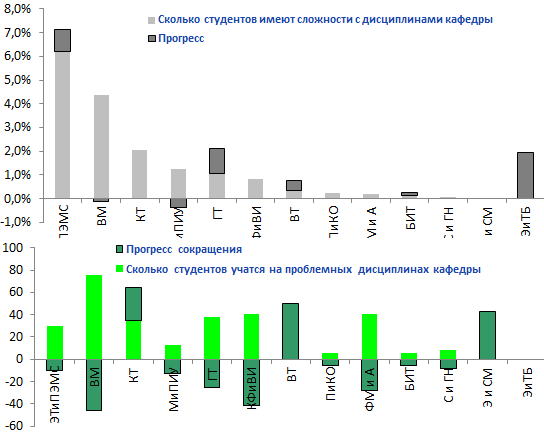 8,0%
7,0%
6,0%
5,0%
4,0%
3,0%
2,0%
1,0%
0,0%
-1,0%
Сколько студентов имеют сложности с дисциплинами кафедры
Прогресс
ПЭМС
ВМ
КТ
иПИУ
ГТ
ФиВИ
ВТ
ПиКО
М и А
БИТ
С и ГН
и СМ
ЭиТБ
100
80
60
40
20
0
-20
-40
-60
Прогресс сокращения
Сколько студентов учатся на проблемных дисциплинах кафедры
ЭТиПЭМС
ВМ
КТ
МиПИУ
ГТ
КФиВИ
ВТ
ПиКО
ФМ и А
БИТ
С и ГН
Э и СМ
ЭиТБ